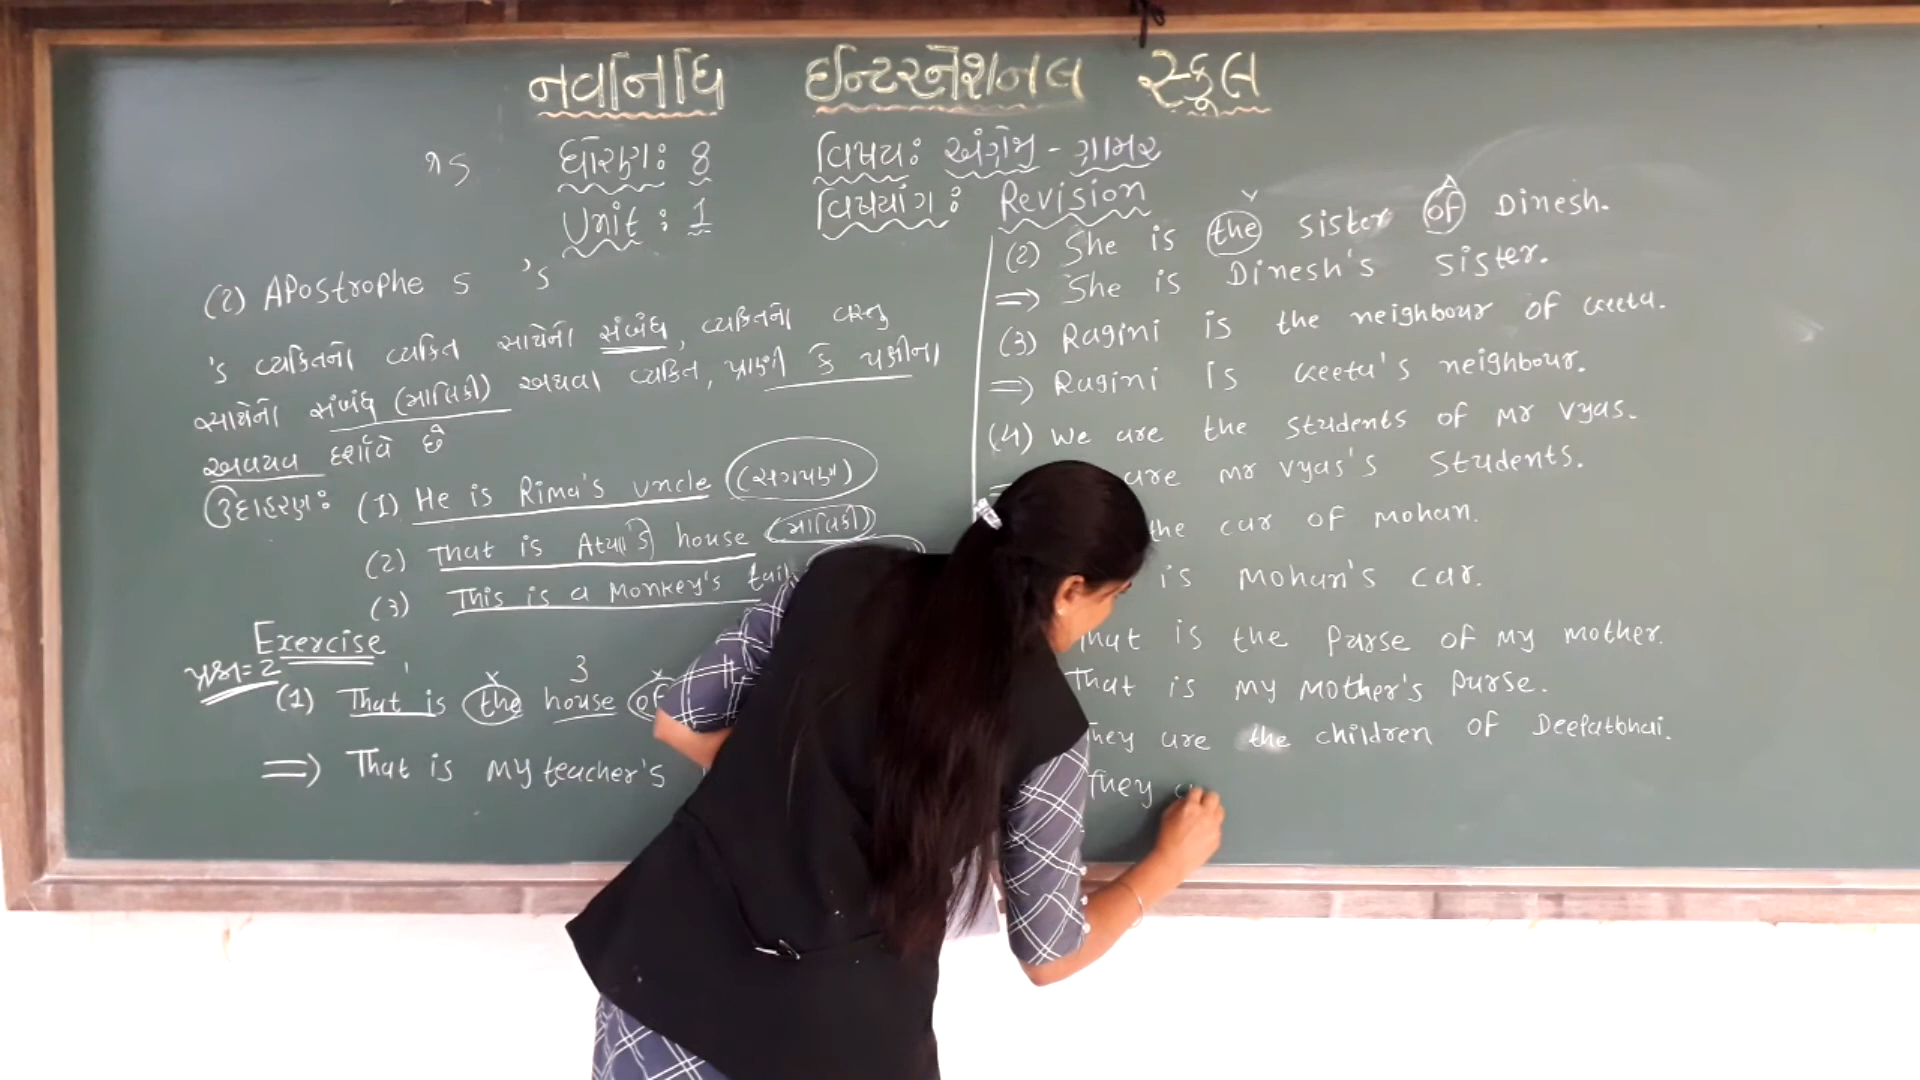 નવનિધિ ઈન્ટરનેશનલ સ્કૂલ
ધોરણઃ 8 વિષયઃ અંગ્રેજી - ગ્રામર
Unit : 1 વિષયાંગઃ Revision
(2) APostrophe s 's
's વ્યકિતનો વ્યકિત સાથેનો સંબંધ, વ્યકિતનો વસ્તુ
સાથેનો સંબંધ (માલિકી) અથવા વ્યકિત, પ્રાણી કે પક્ષીના
અવયવ દર્શાવે છે
ઉદાહરણઃ (1) He is Rima's uncle (સગપણ)
(2) That is Atul's house (માલિકી)
(3) This is a Monkey's tail
Exercise
પ્રશ્ન=2
(1) That is the house of
⇒ That is my teacher's
(2) She is the sister of Dinesh.
⇒ She is Dinesh's sister.
(3) Ragini is the neighbour of Geeta.
⇒ Ragini is Geeta's neighbour.
(4) We are the students of Mr Vyas.
are Mr Vyas's Students.
the car of Mohan.
is Mohan's car.
That is the parse of my mother.
That is my mother's purse.
They are the children of Deepakbhai.
They